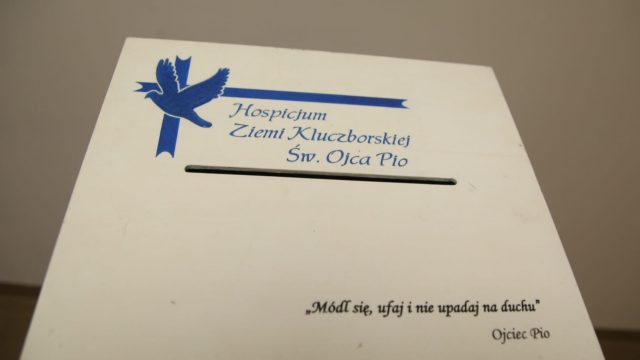 Hospicjum
Ziemi Kluczborskiej
Św. Ojca Pio
„Módl się, ufaj i nie upadaj na duchu"
Ojciec Pio